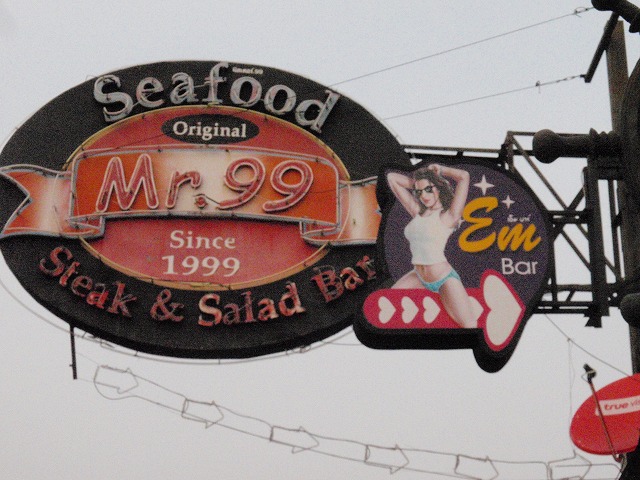 Seafood
Original
Mr. 99
Since
1999
Steak & Salad Bar
Em
Bar
true